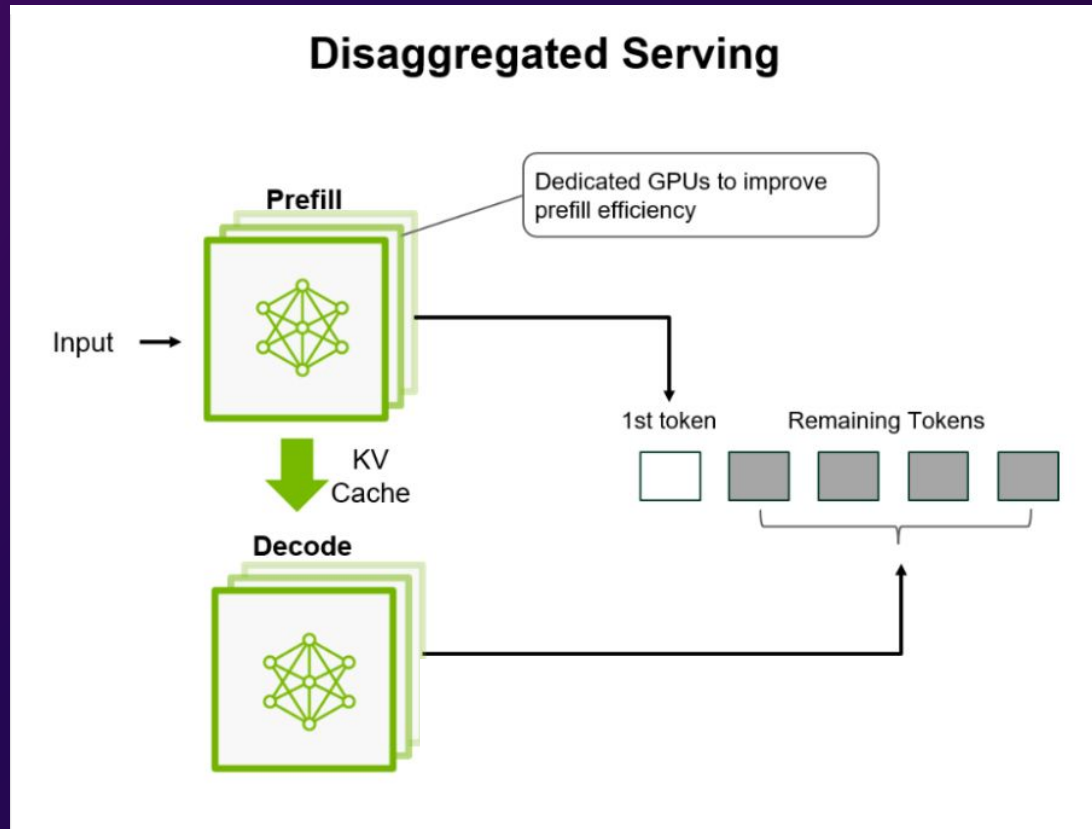 Disaggregated Serving
Prefill
Dedicated GPUs to improve
prefill efficiency
Input
1st token
Remaining Tokens
KV
Cache
Decode